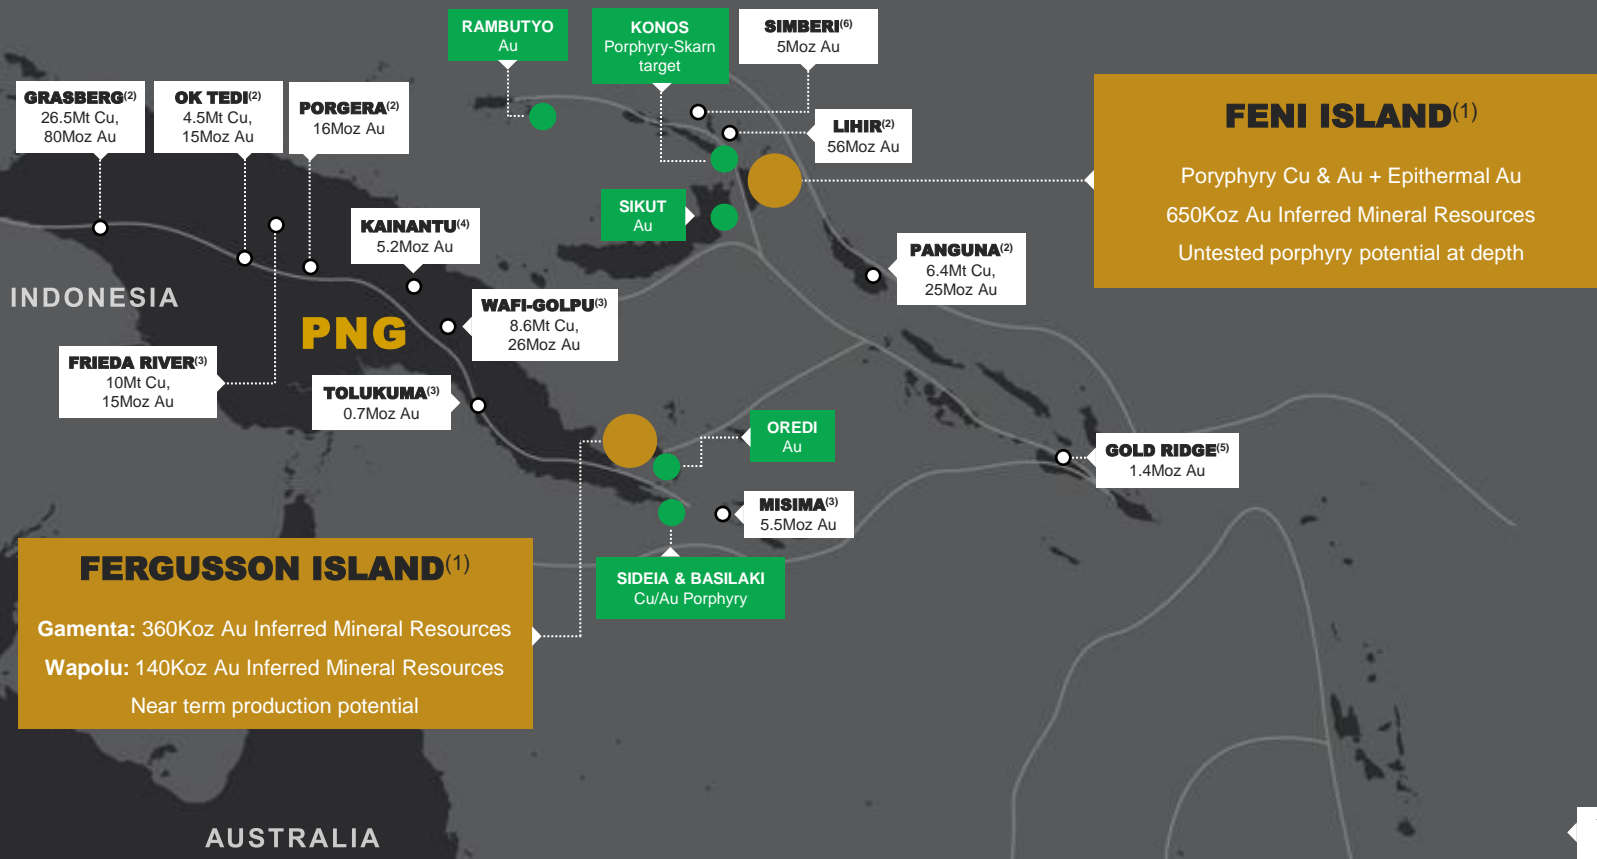 RAMBUTYO
Au
KONOS
Porphyry-Skarn
target
SIMBERI(6)
5Moz Au
GRASBERG(2)
26.5Mt Cu,
80Moz Au
OK TEDI(2)
4.5Mt Cu,
15Moz Au
PORGERA(2)
16Moz Au
LIHIR(2)
56Moz Au
FENI ISLAND(1)
Poryphyry Cu & Au + Epithermal Au
650Koz Au Inferred Mineral Resources
Untested porphyry potential at depth
SIKUT
Au
KAINANTU(4)
5.2Moz Au
PANGUNA(2)
6.4Mt Cu,
25Moz Au
INDONESIA
PNG
WAFI-GOLPU(3)
8.6Mt Cu,
26Moz Au
FRIEDA RIVER(3)
10Mt Cu,
15Moz Au
TOLUKUMA(3)
0.7Moz Au
OREDI
Au
GOLD RIDGE(5)
1.4Moz Au
MISIMA(3)
5.5Moz Au
SIDEIA & BASILAKI
Cu/Au Porphyry
FERGUSSON ISLAND(1)
Gamenta: 360Koz Au Inferred Mineral Resources
Wapolu: 140Koz Au Inferred Mineral Resources
Near term production potential
AUSTRALIA